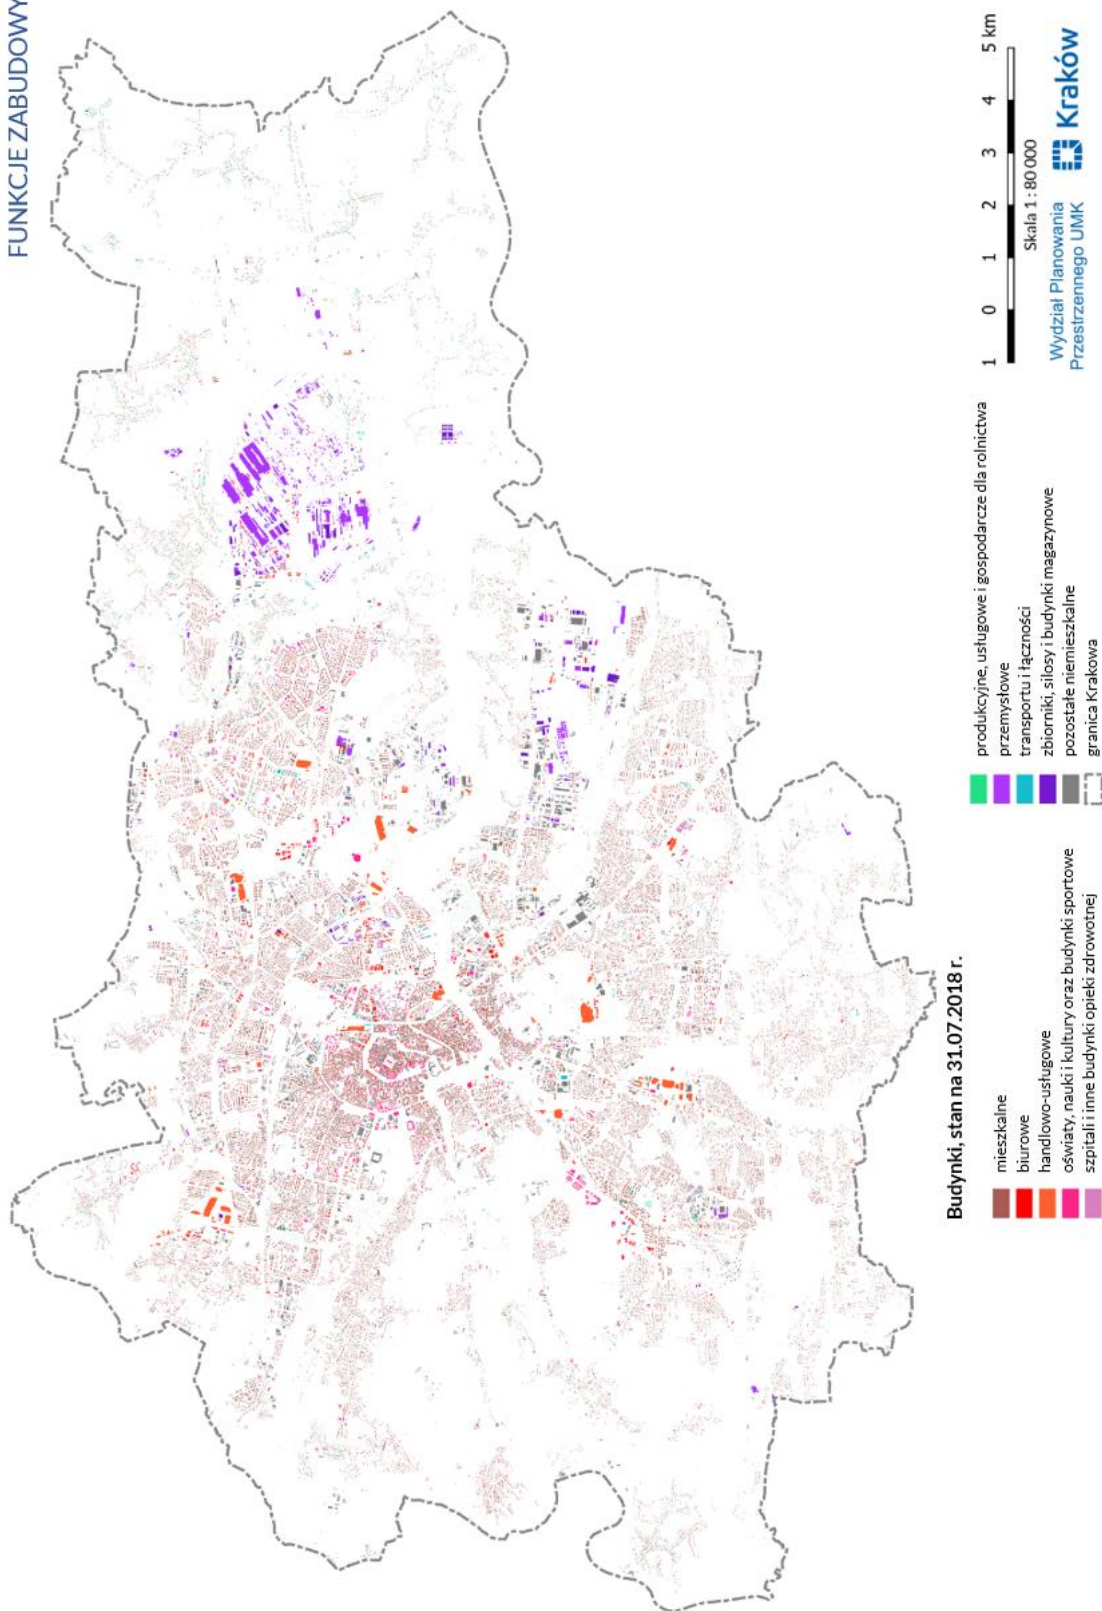 FUNKCJE ZABUDOWY
Budynki, stan na 31.07.2018 r.
mieszkalne
biurowe
handlowo-usługowe
oświaty, nauki i kultury oraz budynki sportowe
szpitali i inne budynki opieki zdrowotnej
produkcyjne, usługowe i gospodarcze dla rolnictwa
przemysłowe
transportu i łączności
zbiorniki, silosy i budynki magazynowe
pozostałe niemieszkalne
granica Krakowa
1 0 1 2 3 4 5 km
Skala 1 : 80 000
Wydział Planowania
Przestrzennego UMK
Kraków